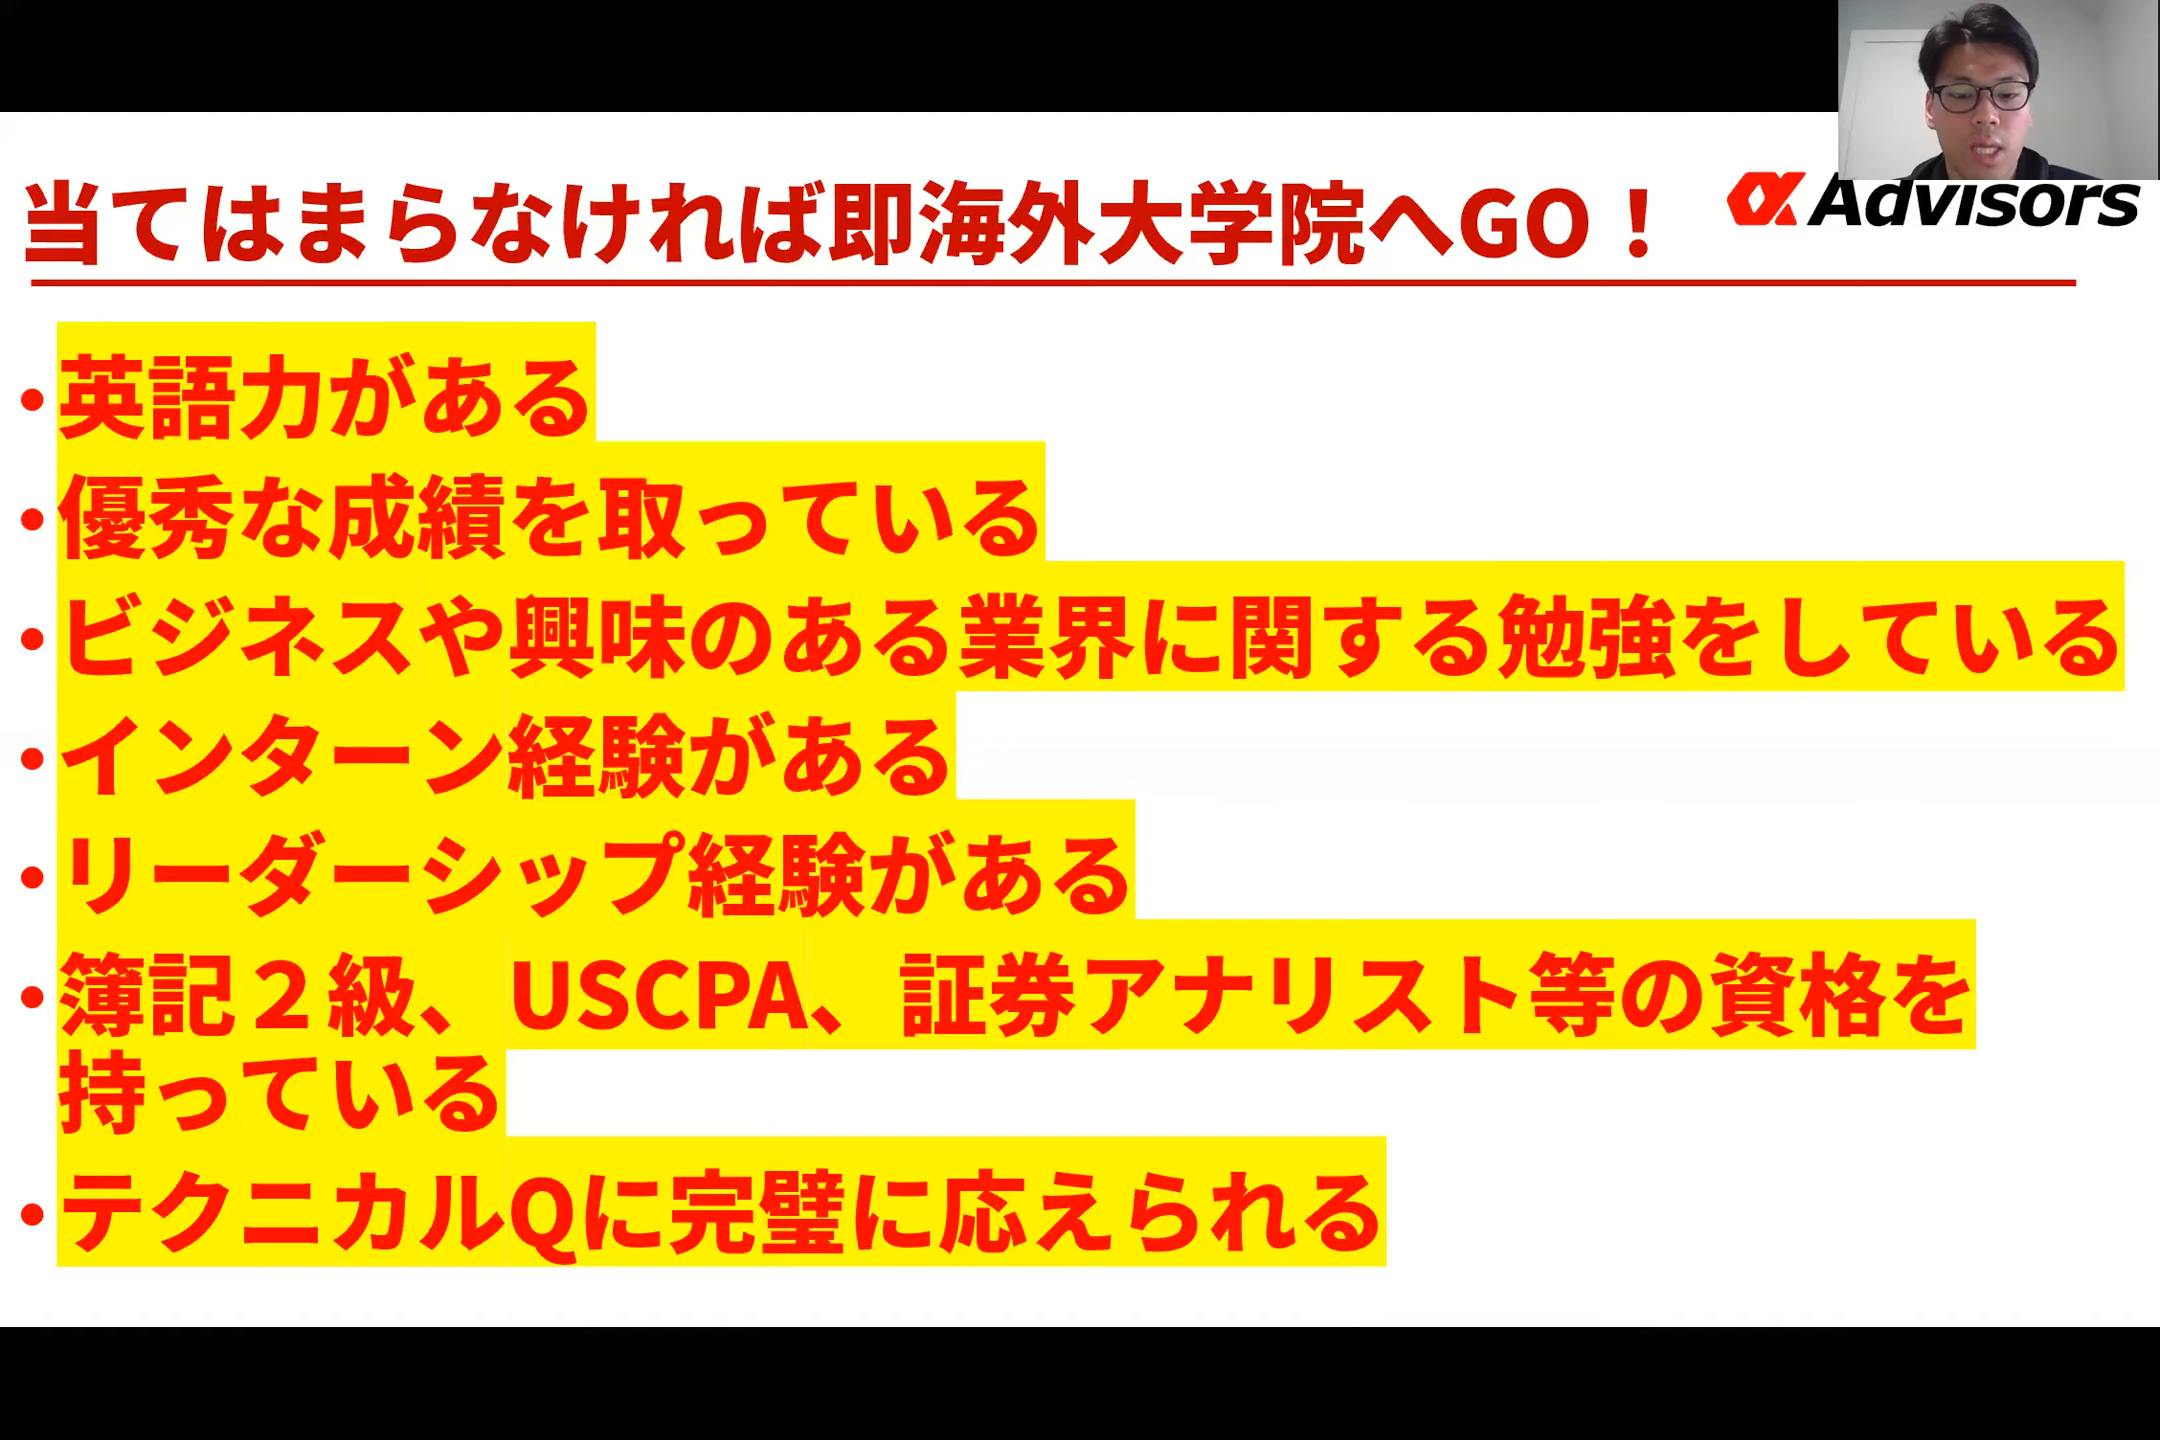 当てはまらなければ即海外大学院へGO！
α Advisors
・英語力がある
・優秀な成績を取っている
・ビジネスや興味のある業界に関する勉強をしている
・インターン経験がある
・リーダーシップ経験がある
・簿記２級、USCPA、証券アナリスト等の資格を
持っている
・テクニカルQに完璧に応えられる